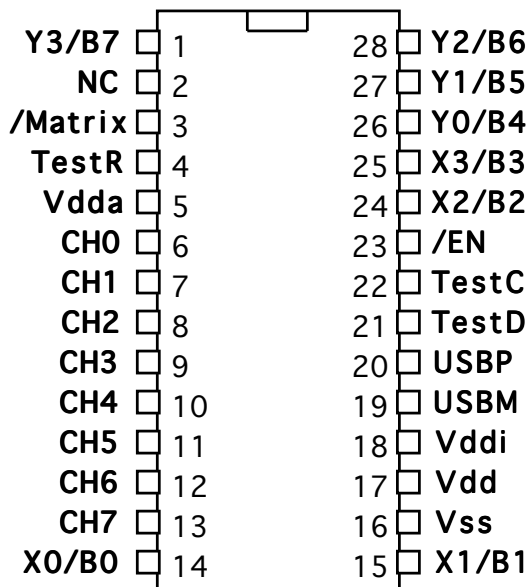 Y3/B7 1 28 Y2/B6
NC 2 27 Y1/B5
/Matrix 3 26 Y0/B4
TestR 4 25 X3/B3
Vdda 5 24 X2/B2
CH0 6 23 /EN
CH1 7 22 TestC
CH2 8 21 TestD
CH3 9 20 USBP
CH4 10 19 USBM
CH5 11 18 Vddi
CH6 12 17 Vdd
CH7 13 16 Vss
X0/B0 14 15 X1/B1